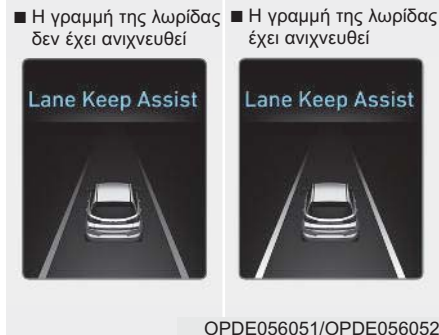 ■ Η γραμμή της λωρίδας
δεν έχει ανιχνευθεί
■ Η γραμμή της λωρίδας
έχει ανιχνευθεί
Lane Keep Assist
Lane Keep Assist
OPDE056051/OPDE056052